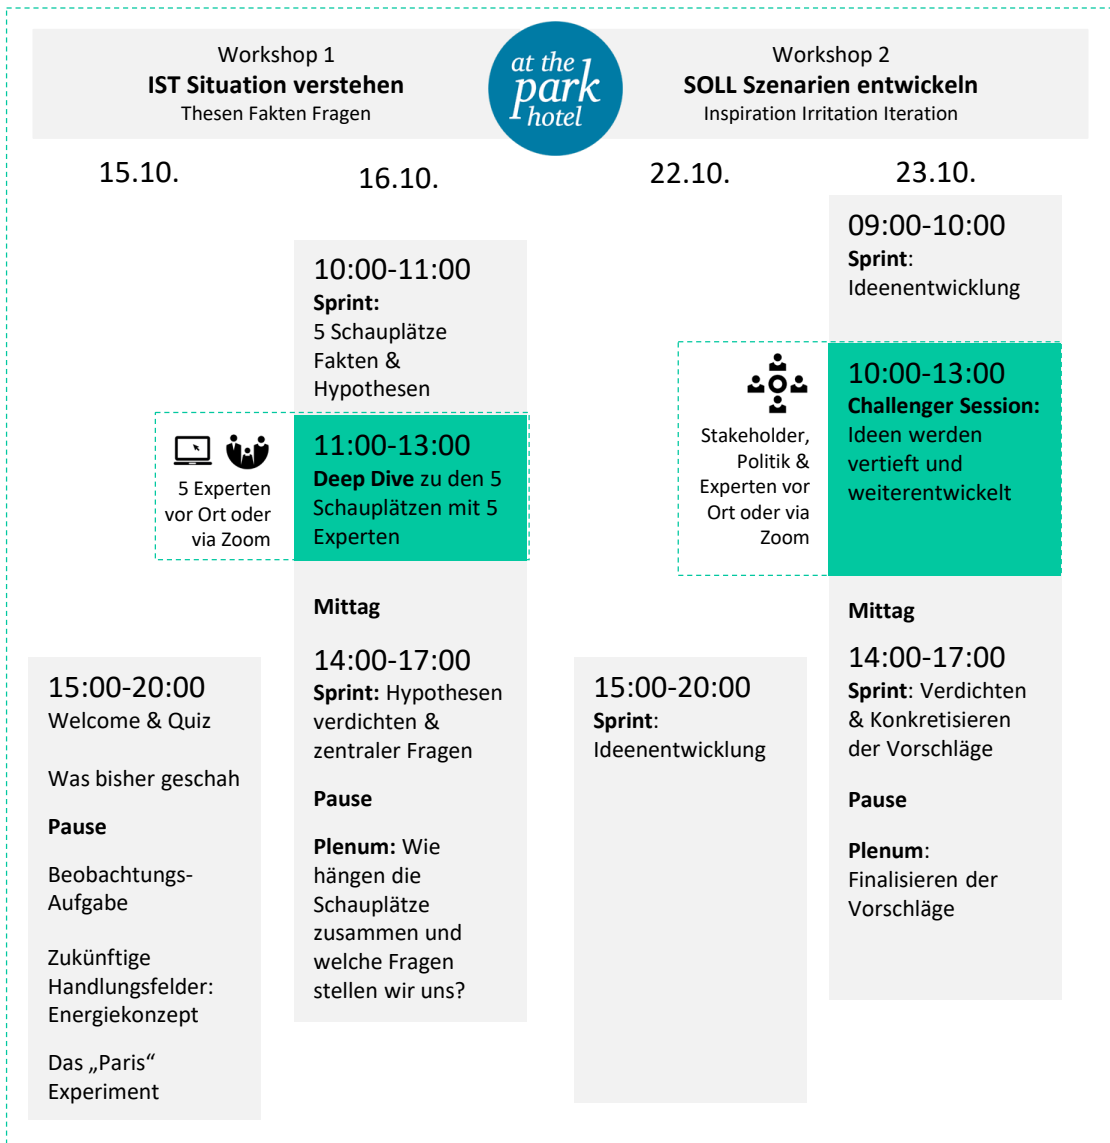 Workshop 1
IST Situation verstehen
Thesen Fakten Fragen
at the
park
hotel
Workshop 2
SOLL Szenarien entwickeln
Inspiration Irritation Iteration
15.10.
15:00-20:00
Welcome & Quiz
Was bisher geschah
Pause
Beobachtungs-
Aufgabe
Zukünftige
Handlungsfelder:
Energiekonzept
Das „Paris“
Experiment
16.10.
10:00-11:00
Sprint:
5 Schauplätze
Fakten &
Hypothesen
5 Experten
vor Ort oder
via Zoom
11:00-13:00
Deep Dive zu den 5
Schauplätzen mit 5
Experten
Mittag
14:00-17:00
Sprint: Hypothesen
verdichten &
zentraler Fragen
Pause
Plenum: Wie
hängen die
Schauplätze
zusammen und
welche Fragen
stellen wir uns?
22.10.
15:00-20:00
Sprint:
Ideenentwicklung
23.10.
09:00-10:00
Sprint:
Ideenentwicklung
Stakeholder,
Politik &
Experten vor
Ort oder via
Zoom
10:00-13:00
Challenger Session:
Ideen werden
vertieft und
weiterentwickelt
Mittag
14:00-17:00
Sprint: Verdichten
& Konkretisieren
der Vorschläge
Pause
Plenum:
Finalisieren der
Vorschläge